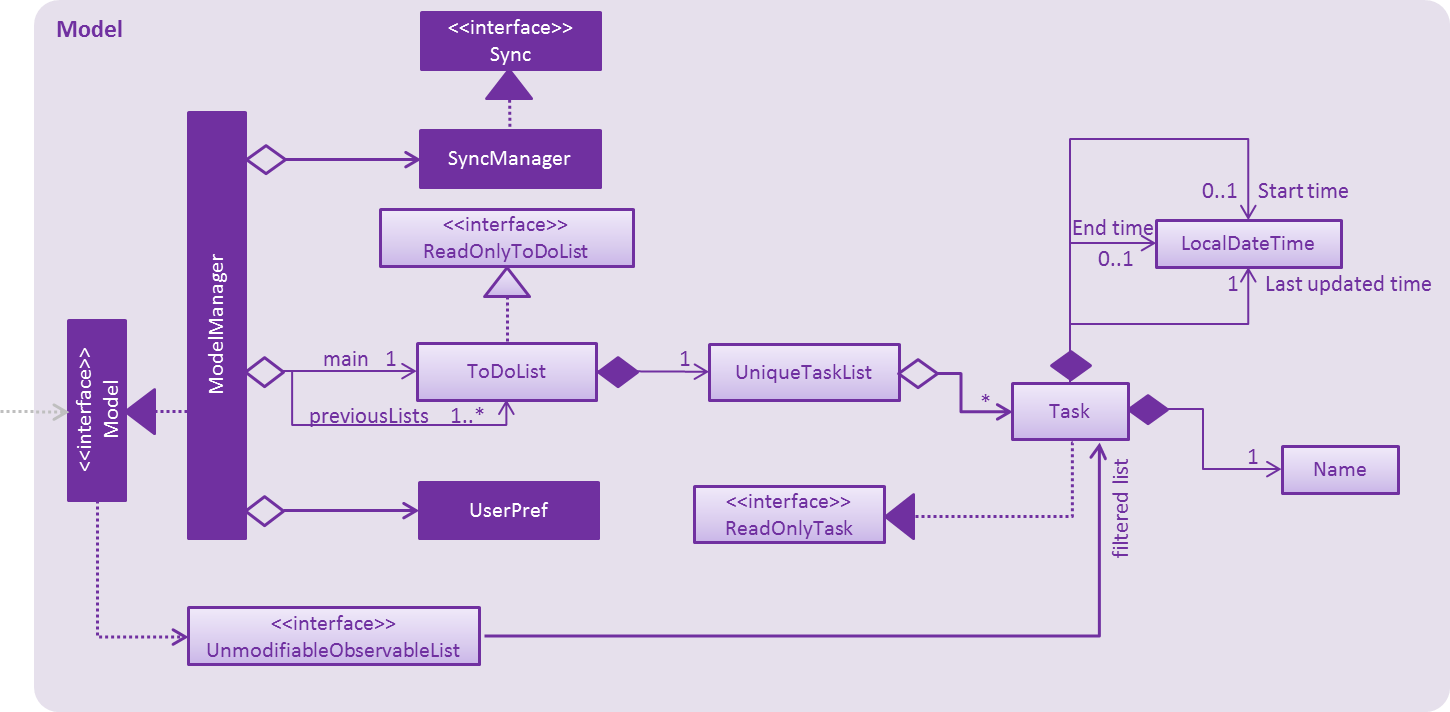 Model
<<interface>>
Sync
SyncManager
<<interface>>
ReadOnlyToDoList
ModelManager
<<interface>>
Model
main 1
ToDoList
previousLists 1..*
1
UniqueTaskList
*
Task
0..1 Start time
End time
0..1
LocalDateTime
1 Last updated time
1
Name
UserPref
<<interface>>
ReadOnlyTask
filtered list
<<interface>>
UnmodifiableObservableList